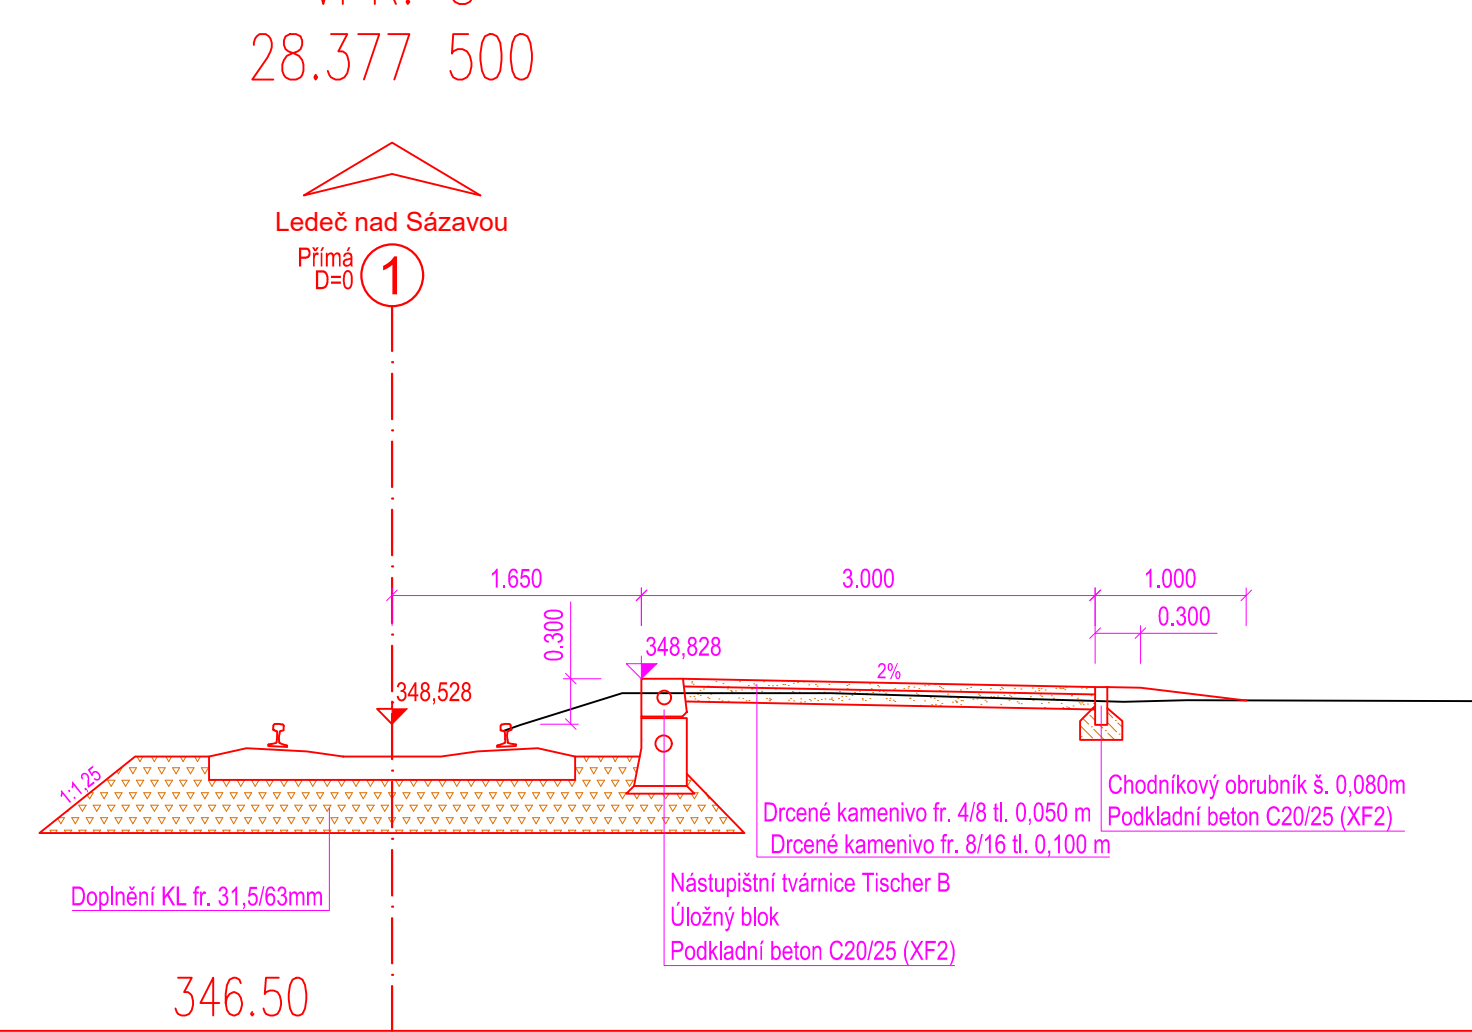 28.377 500
Ledeč nad Sázavou
Přímá
D=0
1
1.650
3.000
1.000
0.300
0.300
348,828
2%
348,528
1:1,25
Chodníkový obrubník š. 0,080m
Podkladní beton C20/25 (XF2)
Drcené kamenivo fr. 4/8 tl. 0,050 m
Drcené kamenivo fr. 8/16 tl. 0,100 m
Doplnění KL fr. 31,5/63mm
Nástupištní tvárnice Tischer B
Úložný blok
Podkladní beton C20/25 (XF2)
346.50